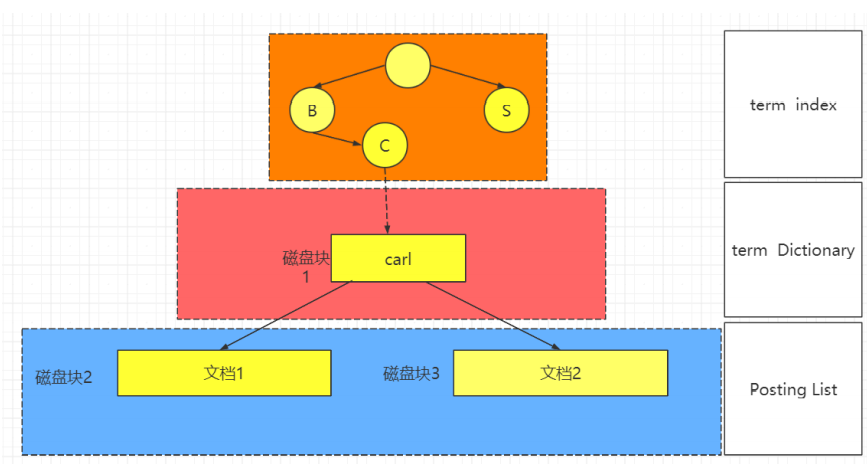 B
S
C
term index
磁盘块
1
carl
term Dictionary
磁盘块2
文档1
磁盘块3
文档2
Posting List